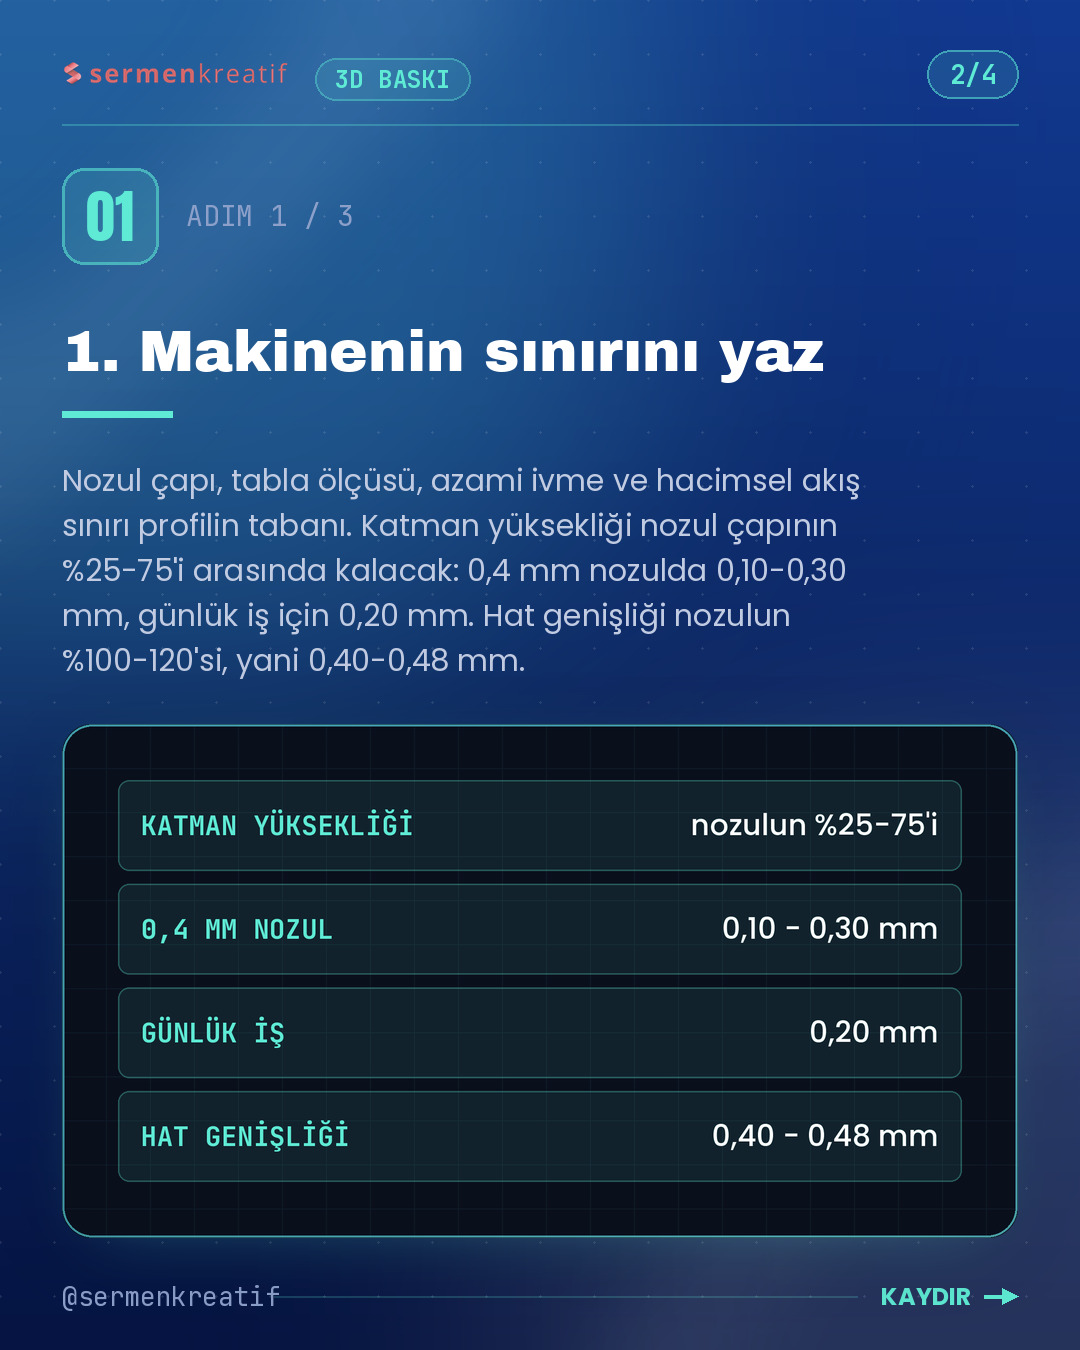 sermenkreatif
3D BASKI
2/4
01
ADIM 1 / 3
1. Makinenin sınırını yaz
Nozul çapı, tabla ölçüsü, azami ivme ve hacimsel akış
sınırı profilin tabanı. Katman yüksekliği nozul çapının
%25-75'i arasında kalacak: 0,4 mm nozulda 0,10-0,30
mm, günlük iş için 0,20 mm. Hat genişliği nozulun
%100-120'si, yani 0,40-0,48 mm.
KATMAN YÜKSEKLİĞİ nozulun %25-75'i
0,4 MM NOZUL 0,10 - 0,30 mm
GÜNLÜK İŞ 0,20 mm
HAT GENİŞLİĞİ 0,40 - 0,48 mm
@sermenkreatif
KAYDIR